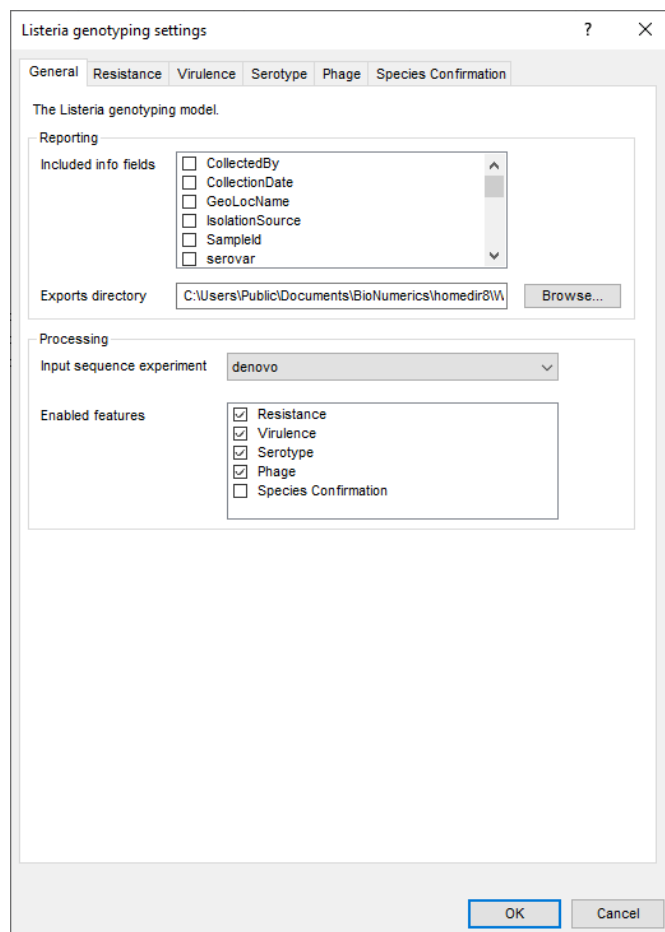 Listeria genotyping settings ?
General Resistance Virulence Serotype Phage Species Confirmation
The Listeria genotyping model.
Reporting
Included info fields
CollectedBy
CollectionDate
GeoLocName
IsolationSource
SampleId
serovar
Exports directory C:\Users\Public\Documents\BioNumerics\homedir8\ Browse...
Processing
Input sequence experiment denovo
Enabled features
Resistance
Virulence
Serotype
Phage
Species Confirmation
OK Cancel